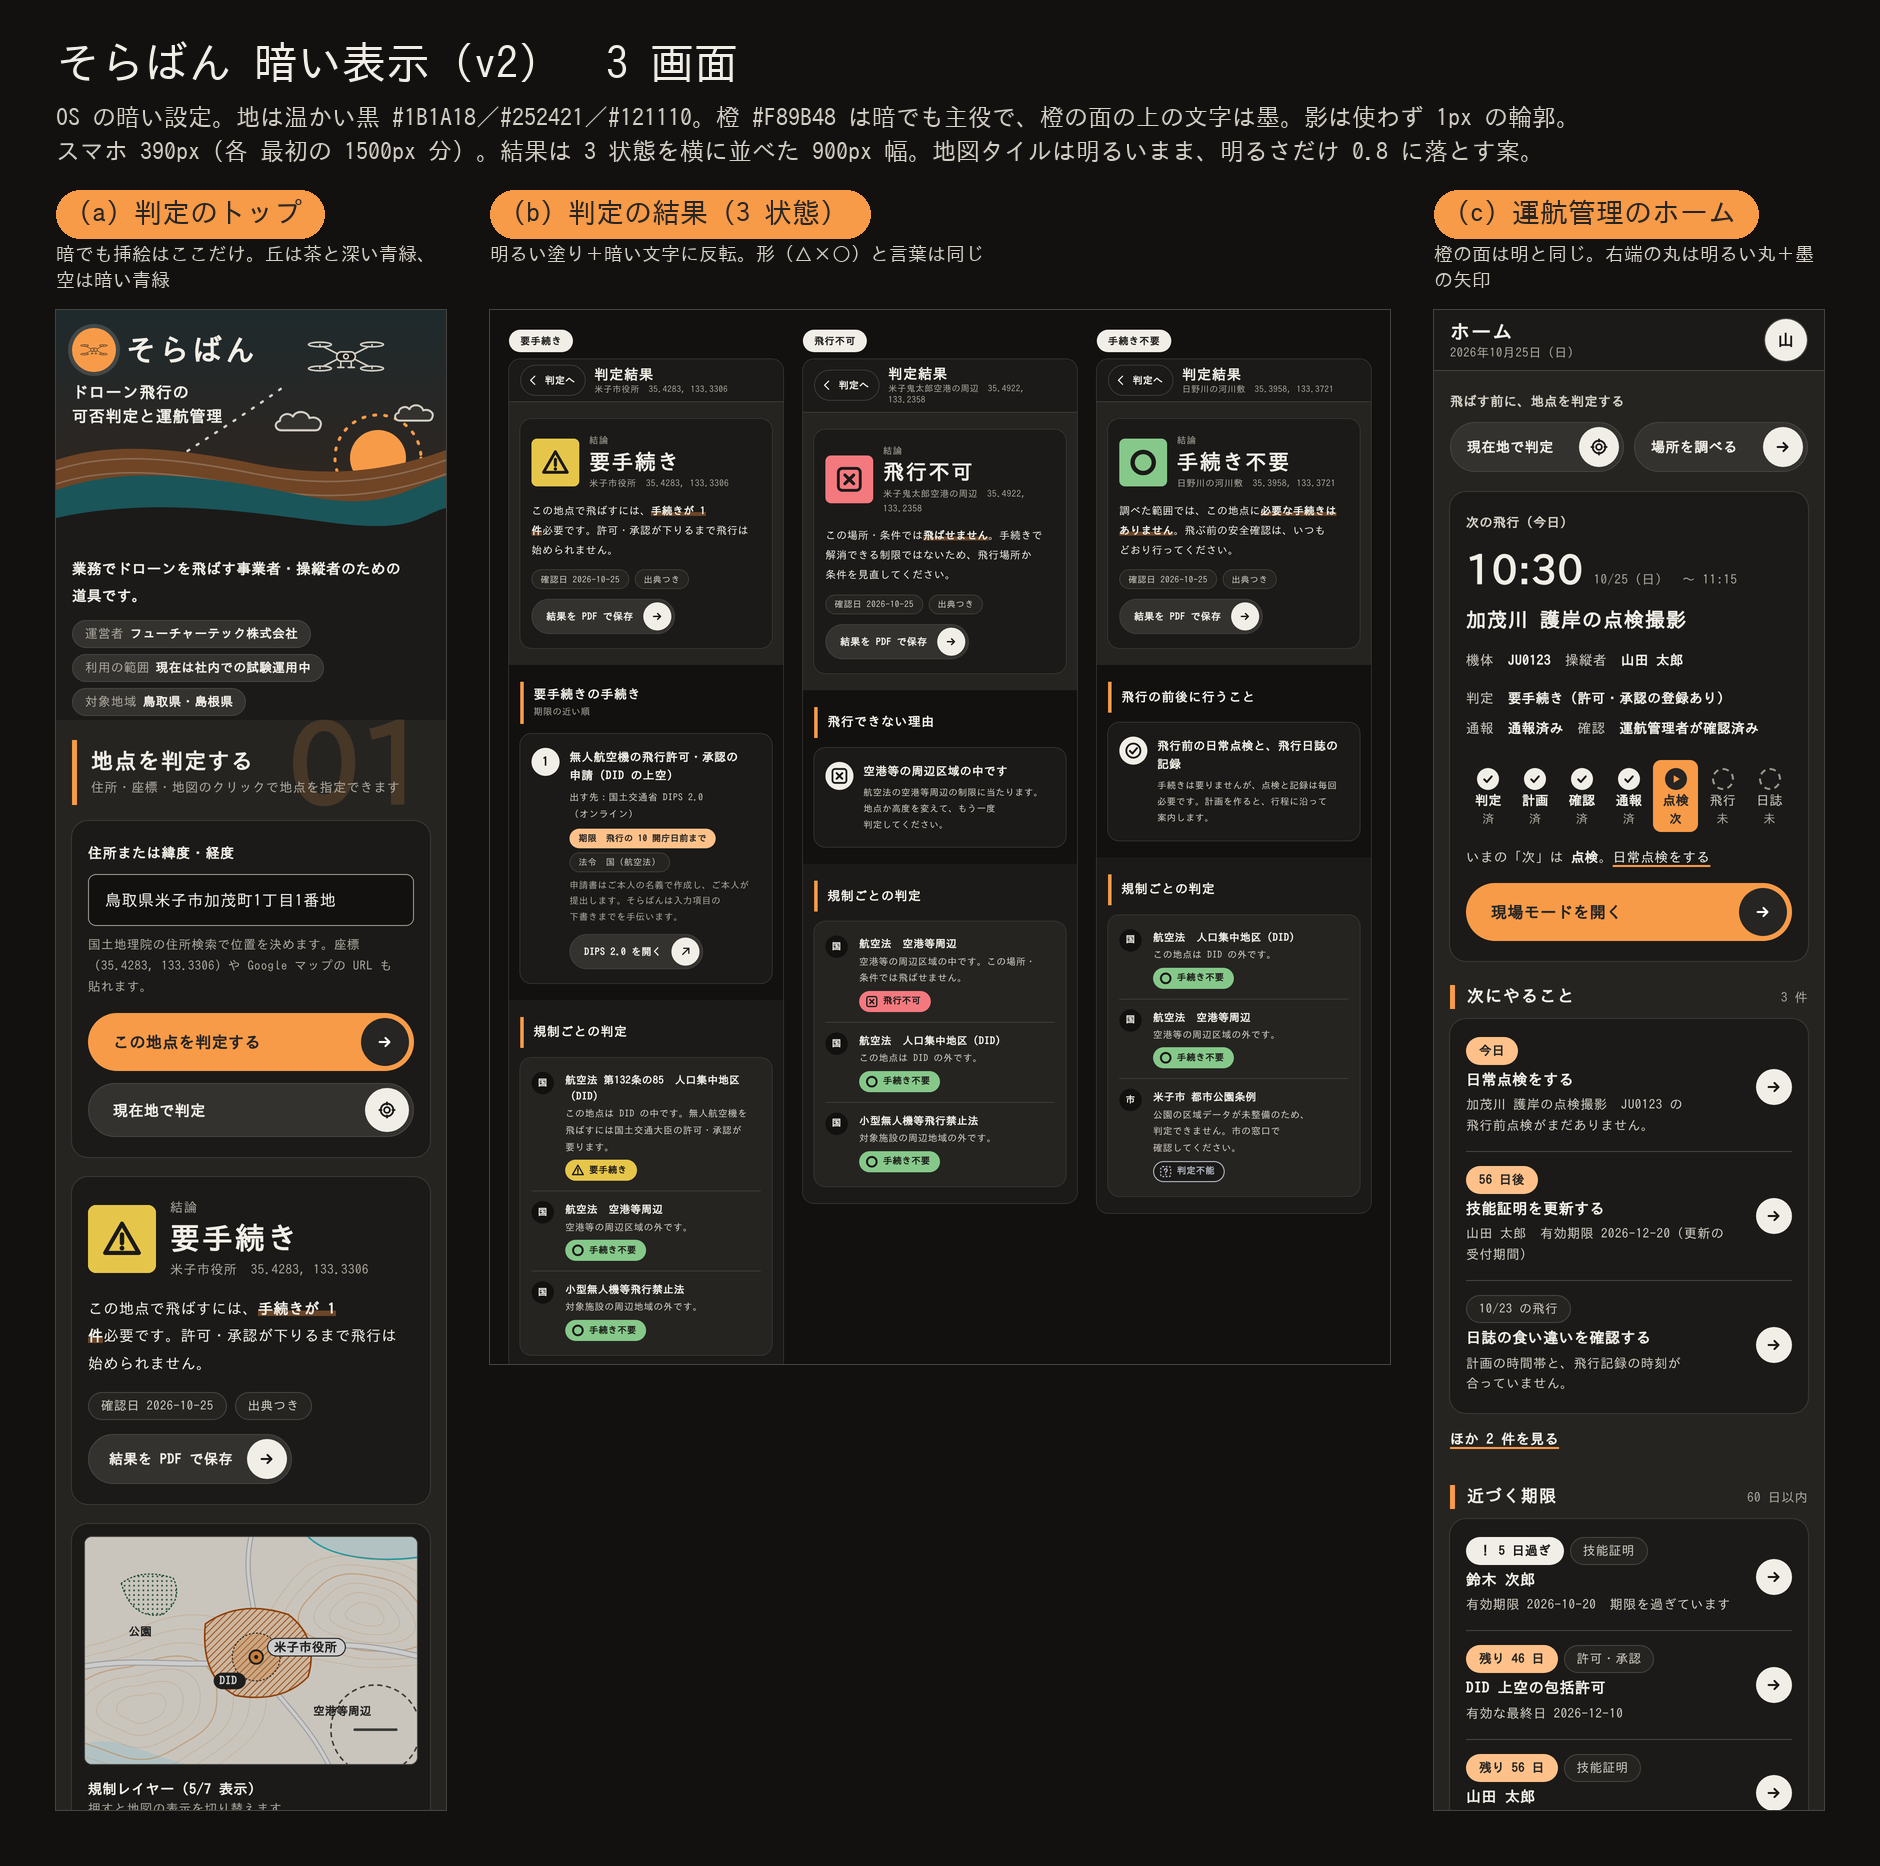 そらばん 暗い表示（v2）　3 画面
OS の暗い設定。地は温かい黒 #1B1A18／#252421／#121110。橙 #F89B48 は暗でも主役で、橙の面の上の文字は墨。影は使わず 1px の輪郭。
スマホ 390px（各 最初の 1500px 分）。結果は 3 状態を横に並べた 900px 幅。地図タイルは明るいまま、明るさだけ 0.8 に落とす案。
（a）判定のトップ
暗でも挿絵はここだけ。丘は茶と深い青緑、
空は暗い青緑
そらばん
ドローン飛行の
可否判定と運航管理
業務でドローンを飛ばす事業者・操縦者のための
道具です。
運営者 フューチャーテック株式会社
利用の範囲 現在は社内での試験運用中
対象地域 鳥取県・島根県
01
地点を判定する
住所・座標・地図のクリックで地点を指定できます
住所または緯度・経度
鳥取県米子市加茂町1丁目1番地
国土地理院の住所検索で位置を決めます。座標
（35.4283, 133.3306）や Google マップの URL も
貼れます。
この地点を判定する
現在地で判定
結論
要手続き
米子市役所　35.4283, 133.3306
この地点で飛ばすには、手続きが 1
件必要です。許可・承認が下りるまで飛行は
始められません。
確認日 2026-10-25
出典つき
結果を PDF で保存
公園
米子市役所
DID
空港等周辺
規制レイヤー（5/7 表示）
押すと地図の表示を切り替えます
（b）判定の結果（3 状態）
明るい塗り＋暗い文字に反転。形（△×○）と言葉は同じ
要手続き
判定へ
判定結果
米子市役所　35.4283, 133.3306
結論
要手続き
米子市役所　35.4283, 133.3306
この地点で飛ばすには、手続きが 1
件必要です。許可・承認が下りるまで飛行は
始められません。
確認日 2026-10-25
出典つき
結果を PDF で保存
要手続きの手続き
期限の近い順
1
無人航空機の飛行許可・承認の
申請（DID の上空）
出す先：国土交通省 DIPS 2.0
（オンライン）
期限　飛行の 10 開庁日前まで
法令　国（航空法）
申請書はご本人の名義で作成し、ご本人が
提出します。そらばんは入力項目の
下書きまでを手伝います。
DIPS 2.0 を開く
規制ごとの判定
国
航空法 第132条の85　人口集中地区
（DID）
この地点は DID の中です。無人航空機を
飛ばすには国土交通大臣の許可・承認が
要ります。
要手続き
国
航空法　空港等周辺
空港等の周辺区域の外です。
手続き不要
国
小型無人機等飛行禁止法
対象施設の周辺地域の外です。
手続き不要
飛行不可
判定へ
判定結果
米子鬼太郎空港の周辺　35.4922,
133.2358
結論
飛行不可
米子鬼太郎空港の周辺　35.4922,
133.2358
この場所・条件では飛ばせません。手続きで
解消できる制限ではないため、飛行場所か
条件を見直してください。
確認日 2026-10-25
出典つき
結果を PDF で保存
飛行できない理由
空港等の周辺区域の中です
航空法の空港等周辺の制限に当たります。
地点か高度を変えて、もう一度
判定してください。
規制ごとの判定
国
航空法　空港等周辺
空港等の周辺区域の中です。この場所・
条件では飛ばせません。
飛行不可
国
航空法　人口集中地区（DID）
この地点は DID の外です。
手続き不要
国
小型無人機等飛行禁止法
対象施設の周辺地域の外です。
手続き不要
手続き不要
判定へ
判定結果
日野川の河川敷　35.3958, 133.3721
結論
手続き不要
日野川の河川敷　35.3958, 133.3721
調べた範囲では、この地点に必要な手続きは
ありません。飛ぶ前の安全確認は、いつも
どおり行ってください。
確認日 2026-10-25
出典つき
結果を PDF で保存
飛行の前後に行うこと
飛行前の日常点検と、飛行日誌の
記録
手続きは要りませんが、点検と記録は毎回
必要です。計画を作ると、行程に沿って
案内します。
規制ごとの判定
国
航空法　人口集中地区（DID）
この地点は DID の外です。
手続き不要
国
航空法　空港等周辺
空港等の周辺区域の外です。
手続き不要
市
米子市 都市公園条例
公園の区域データが未整備のため、
判定できません。市の窓口で
確認してください。
判定不能
（c）運航管理のホーム
橙の面は明と同じ。右端の丸は明るい丸＋墨
の矢印
ホーム
2026年10月25日（日）
山
飛ばす前に、地点を判定する
現在地で判定
場所を調べる
次の飛行（今日）
10:30 10/25（日）　～ 11:15
加茂川 護岸の点検撮影
機体　JU0123　操縦者　山田 太郎
判定　要手続き（許可・承認の登録あり）
通報　通報済み　確認　運航管理者が確認済み
判定 計画 確認 通報 点検 飛行 日誌
済 済 済 済 次 未 未
いまの「次」は 点検。日常点検をする
現場モードを開く
次にやること
3 件
今日
日常点検をする
加茂川 護岸の点検撮影　JU0123 の
飛行前点検がまだありません。
56 日後
技能証明を更新する
山田 太郎　有効期限 2026-12-20（更新の
受付期間）
10/23 の飛行
日誌の食い違いを確認する
計画の時間帯と、飛行記録の時刻が
合っていません。
ほか 2 件を見る
近づく期限
60 日以内
! 5 日過ぎ
技能証明
鈴木 次郎
有効期限 2026-10-20　期限を過ぎています
残り 46 日
許可・承認
DID 上空の包括許可
有効な最終日 2026-12-10
残り 56 日
技能証明
山田 太郎